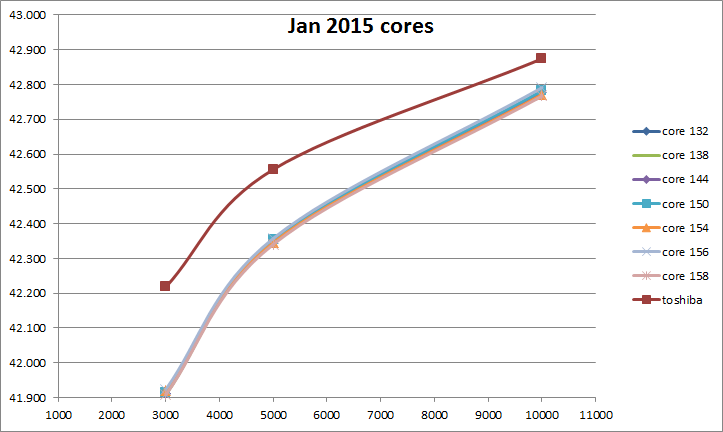 Jan 2015 cores
43.000
42.900
42.800
42.700
42.600
42.500
42.400
42.300
42.200
42.100
42.000
41.900
1000 2000 3000 4000 5000 6000 7000 8000 9000 10000 11000
core 132
core 138
core 144
core 150
core 154
core 156
core 158
toshiba